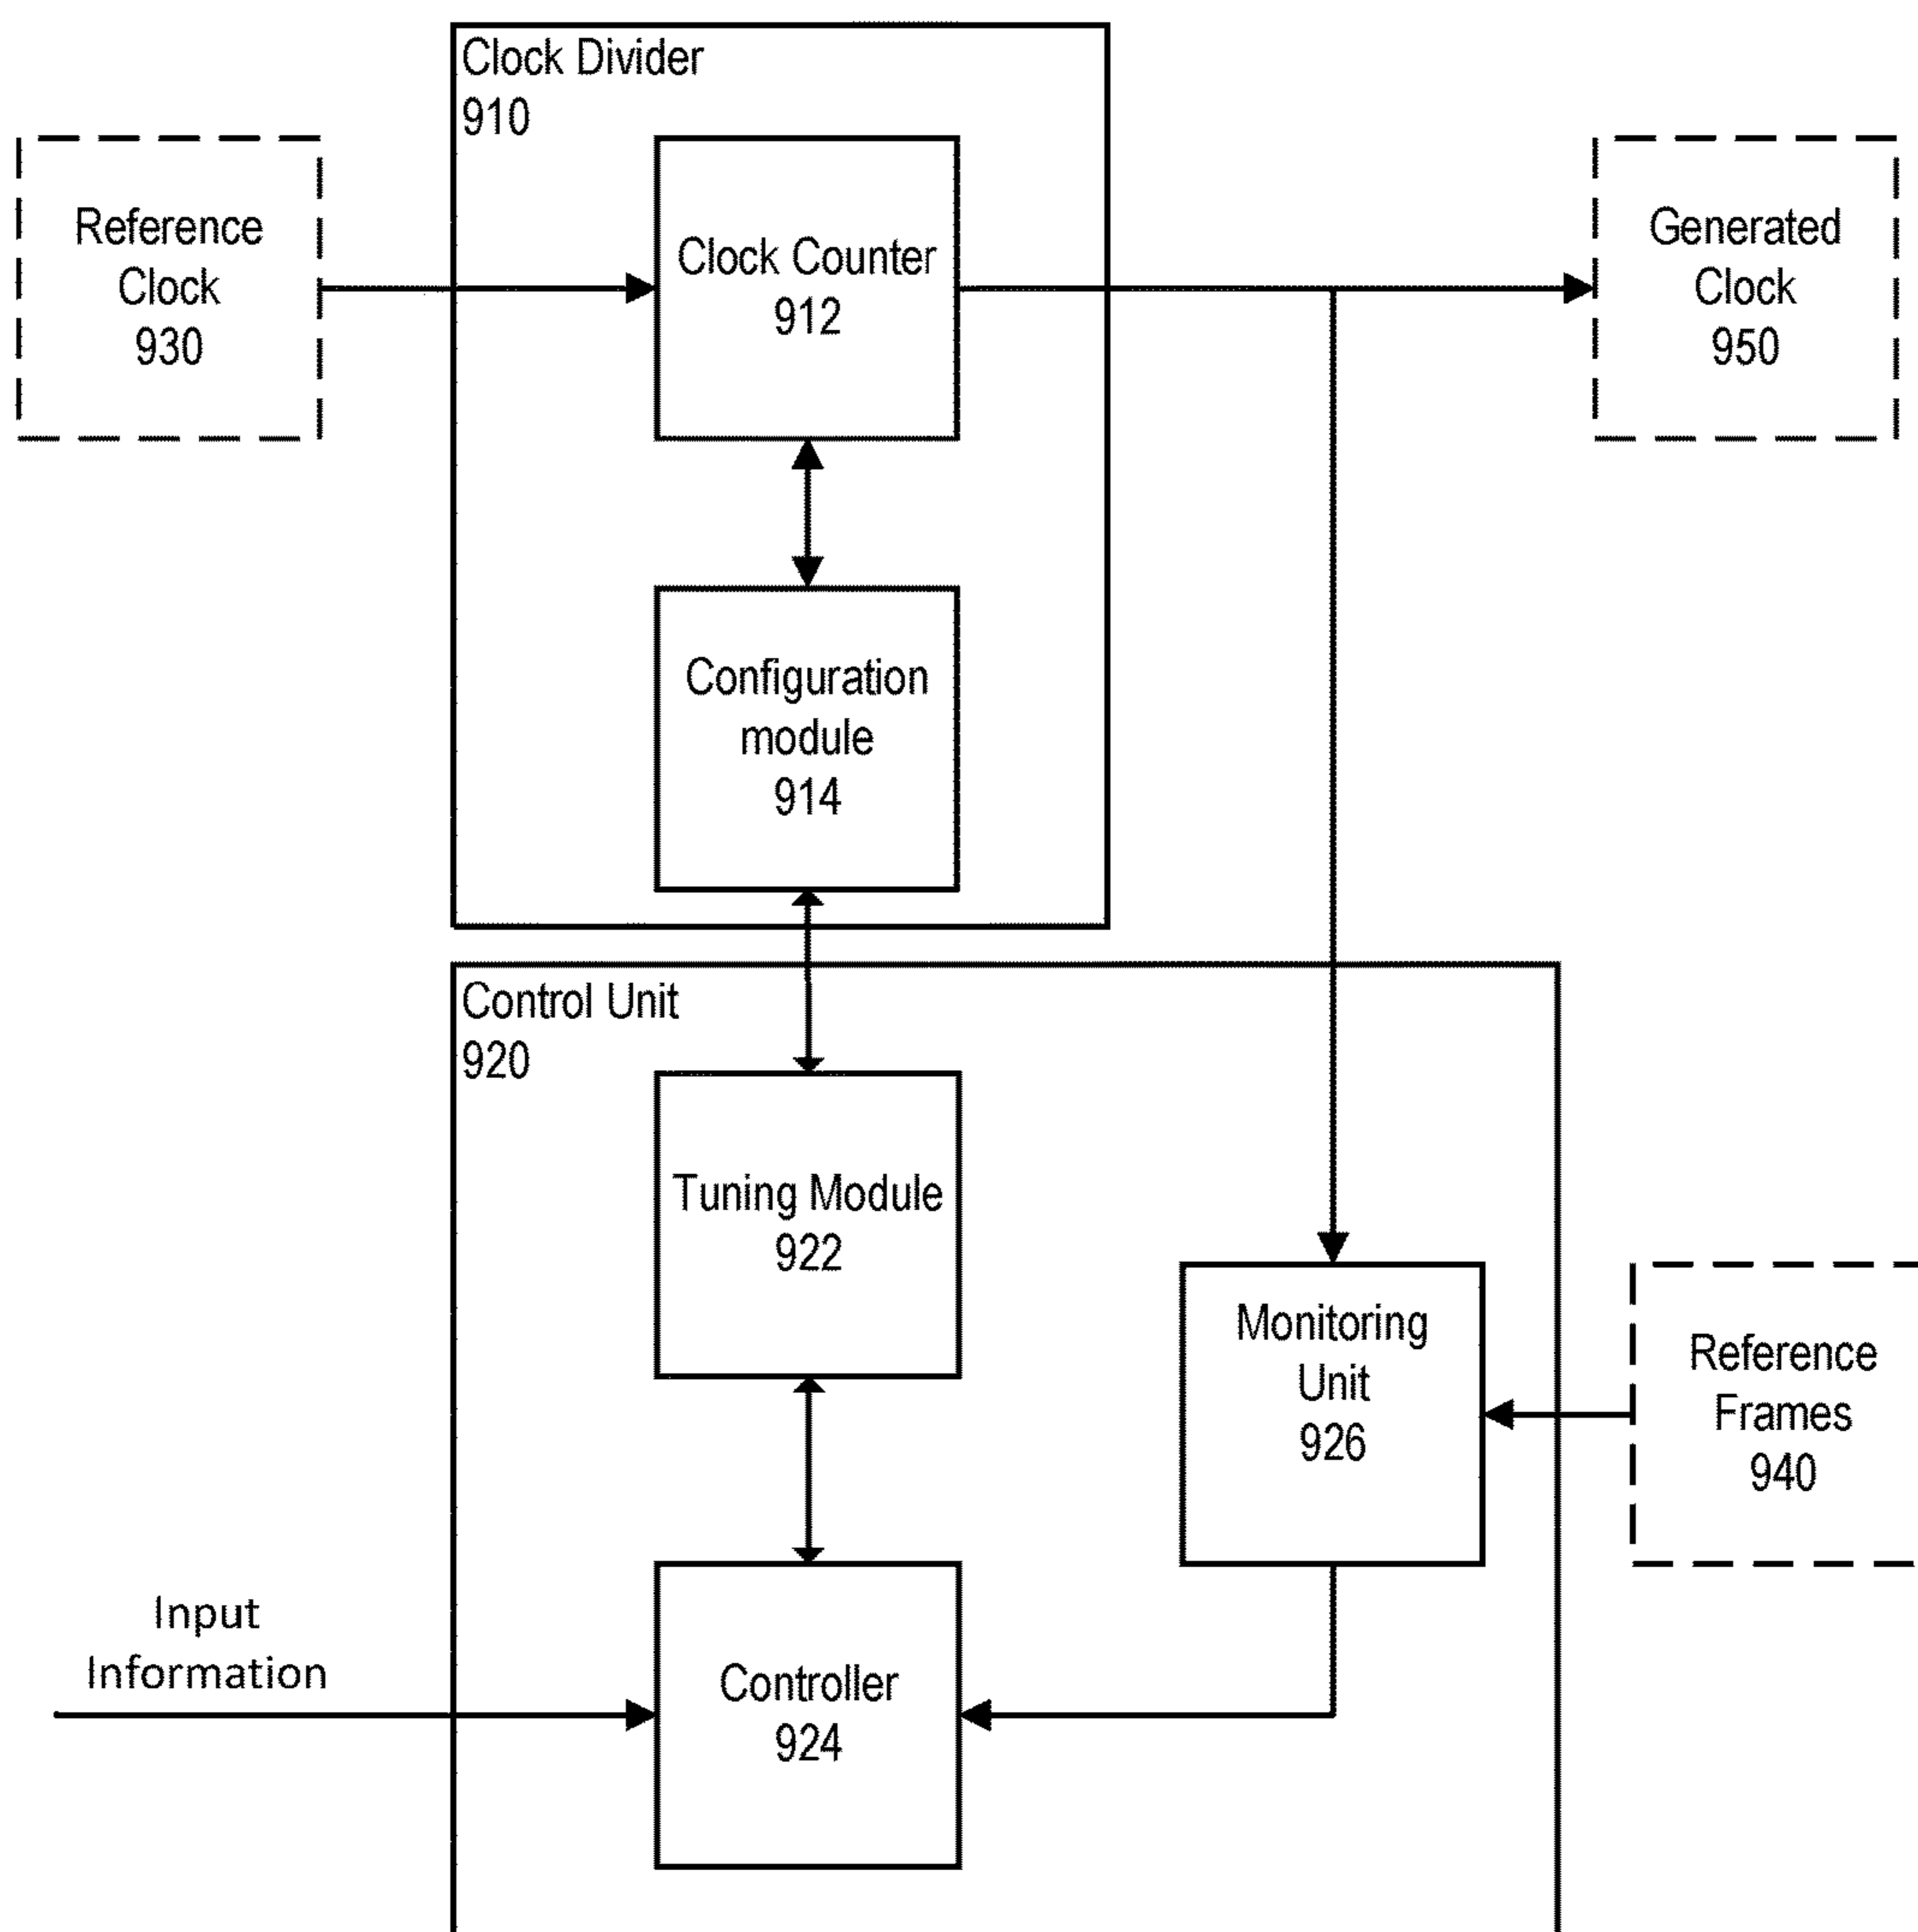 Clock Divider
910
Reference
Clock
930
Clock Counter
912
Generated
Clock
950
Configuration
module
914
Control Unit
920
Tuning Module
922
Monitoring
Unit
926
Reference
Frames
940
Input
Information
Controller
924